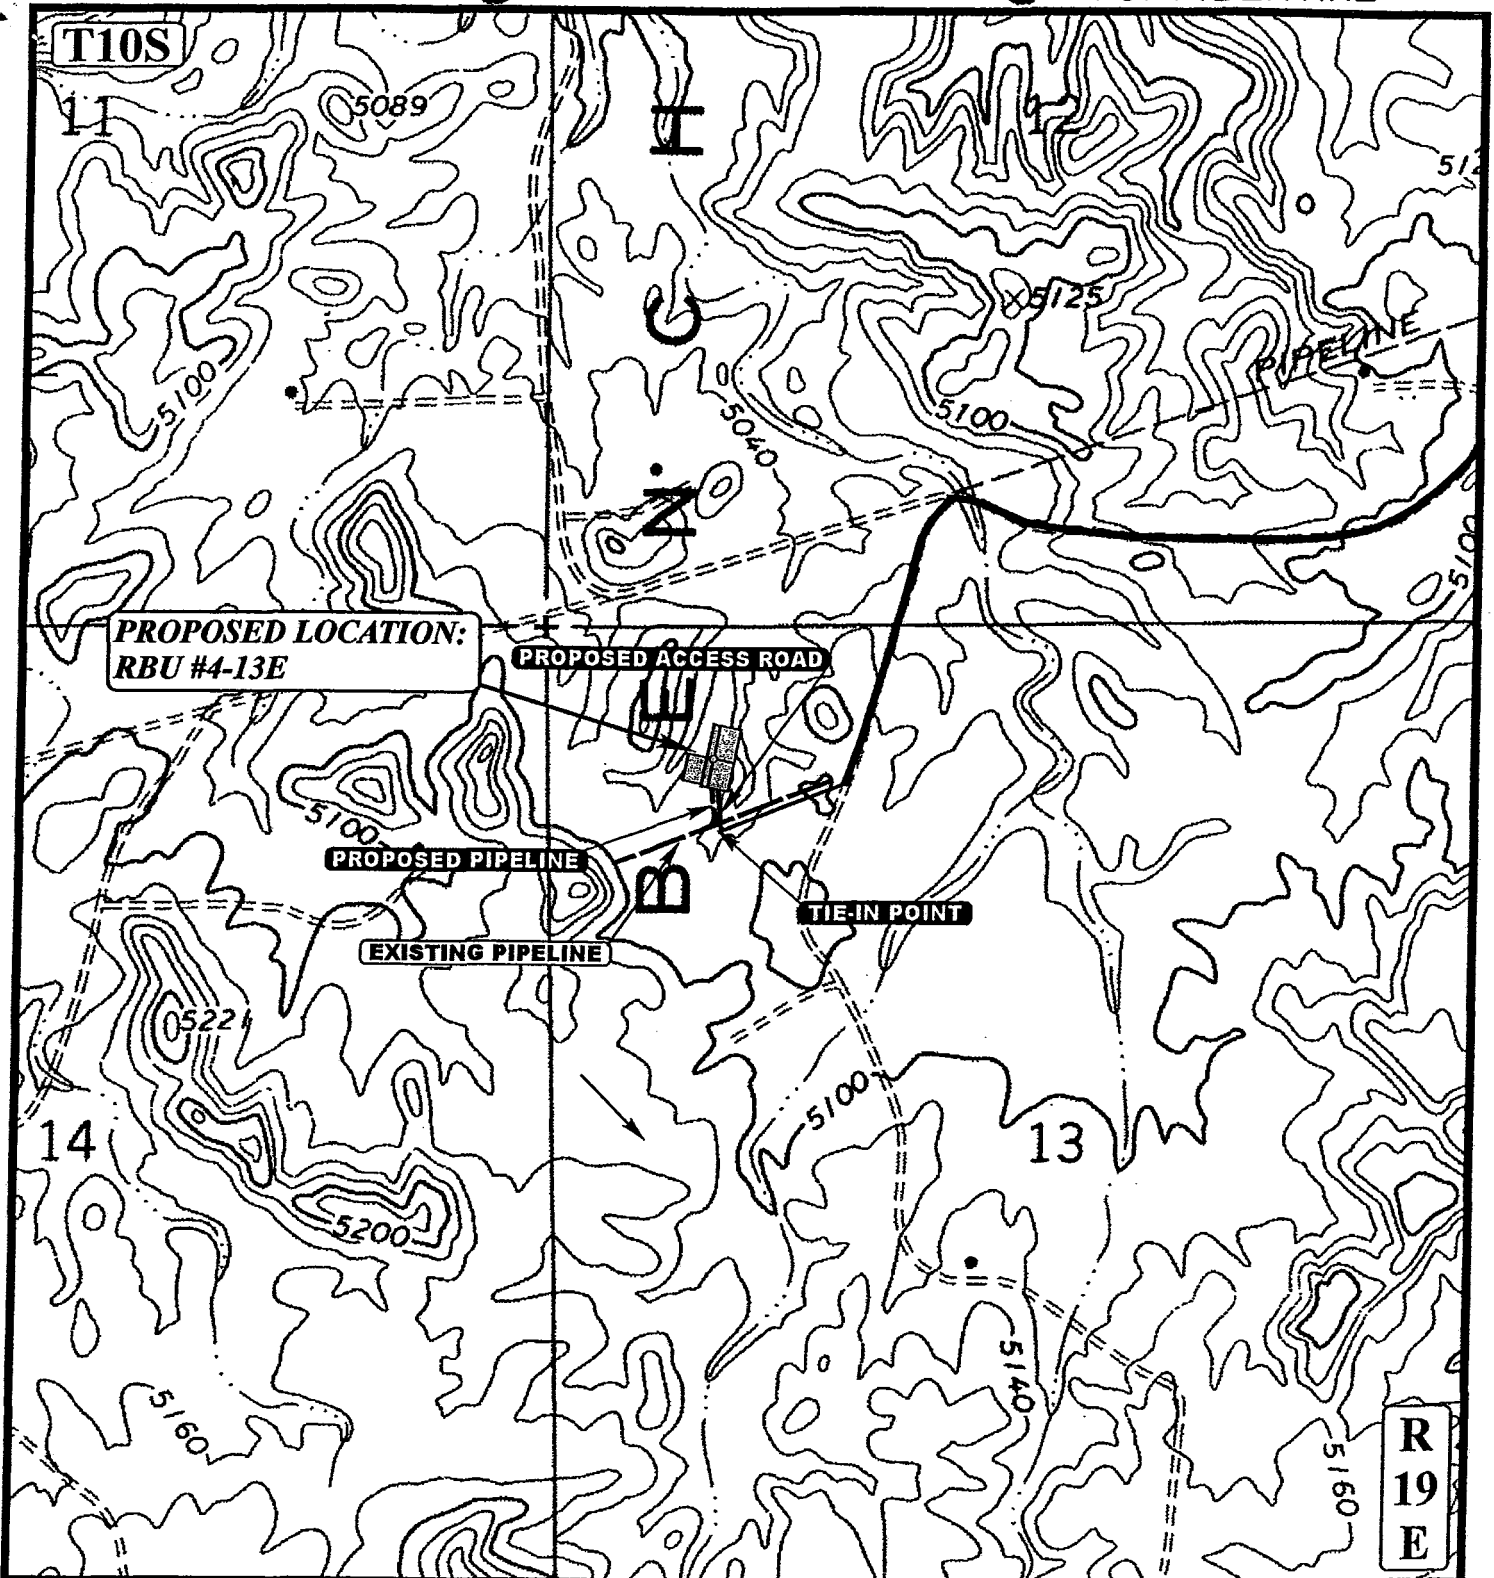 T10S
11
5089
12
H
C
N
E
B
5125
PIPELINE
5100
5100
5040
5100
PROPOSED LOCATION:
RBU #4-13E
PROPOSED ACCESS ROAD
5100
PROPOSED PIPELINE
TIE-IN POINT
EXISTING PIPELINE
5221
5100
14
13
5200
5140
5160
5160
R
19
E